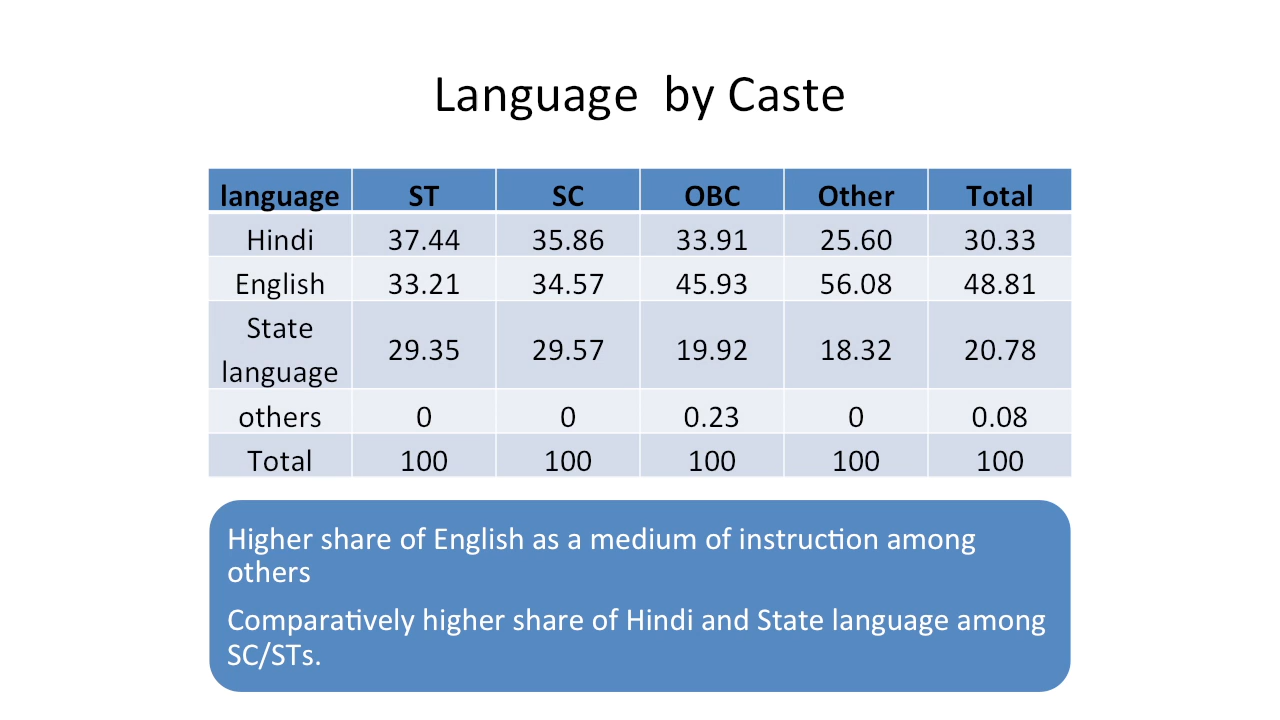 Language by Caste
language ST SC OBC Other Total
Hindi 37.44 35.86 33.91 25.60 30.33
English 33.21 34.57 45.93 56.08 48.81
State
language 29.35 29.57 19.92 18.32 20.78
others 0 0 0.23 0 0.08
Total 100 100 100 100 100
Higher share of English as a medium of instruction among
others
Comparatively higher share of Hindi and State language among
SC/STs.